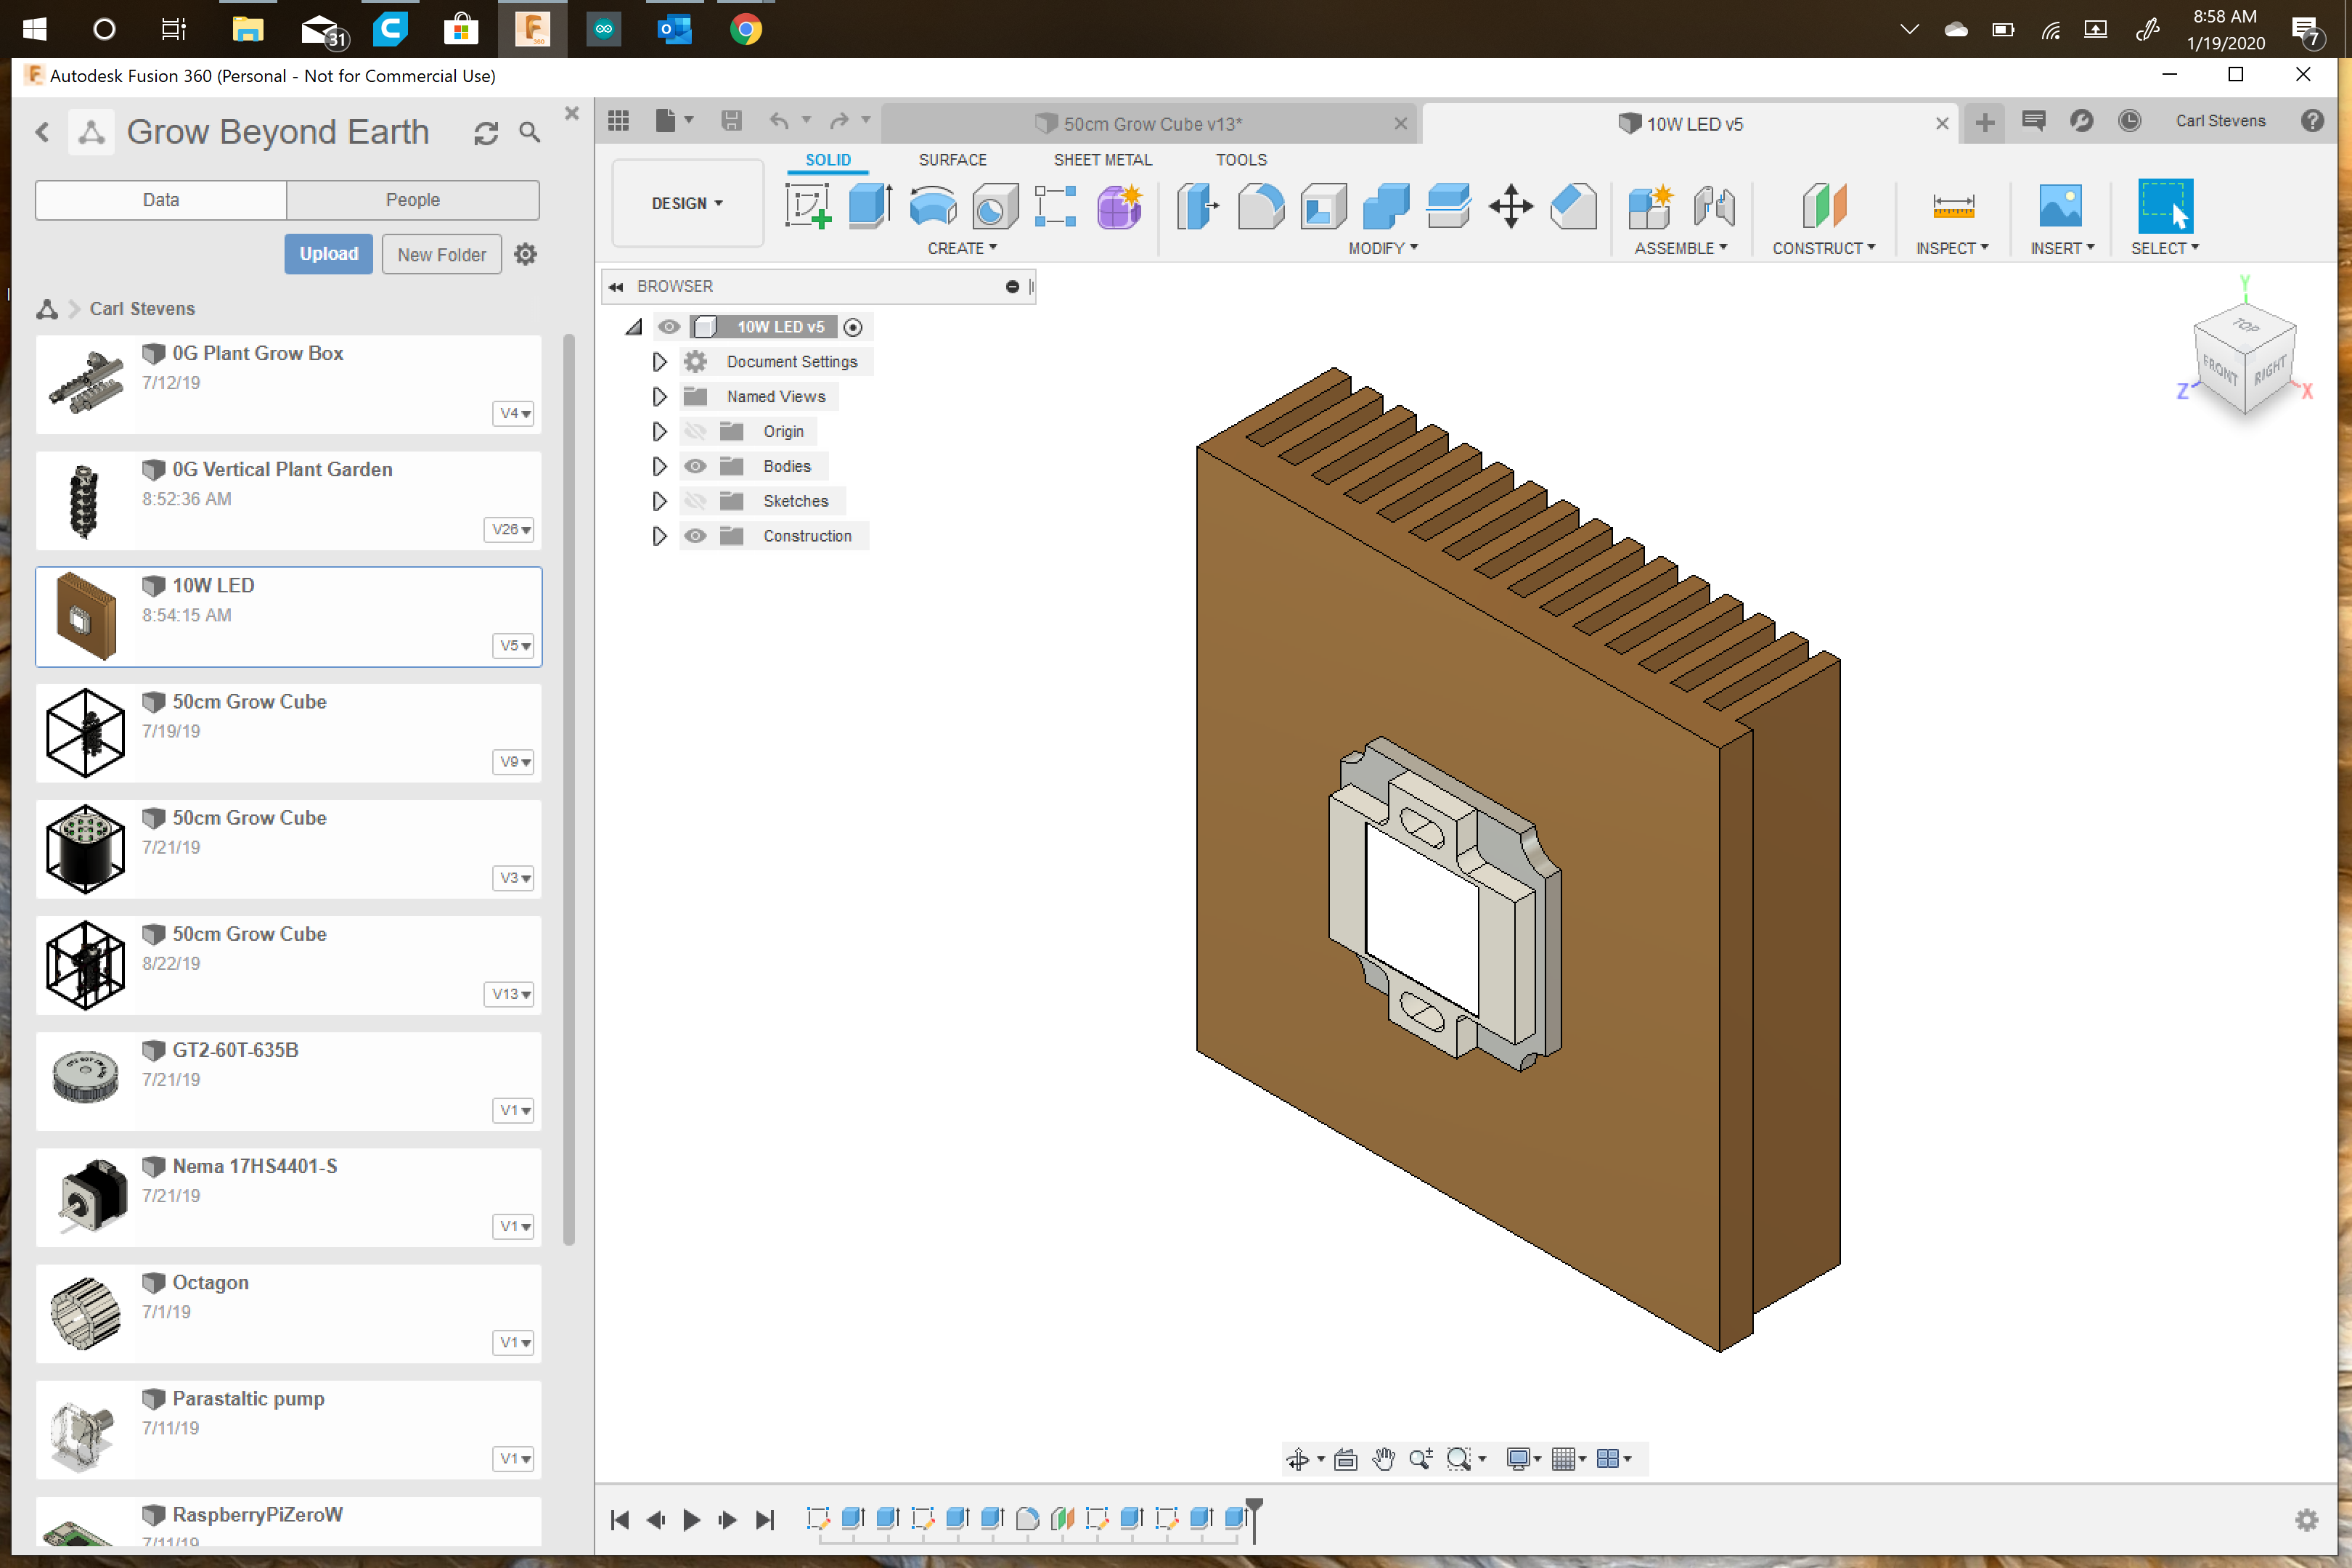 31
8:58 AM
1/19/2020
7
Autodesk Fusion 360 (Personal - Not for Commercial Use)
Grow Beyond Earth
Data
People
Upload
New Folder
Carl Stevens
0G Plant Grow Box
7/12/19
V4
0G Vertical Plant Garden
8:52:36 AM
V26
10W LED
8:54:15 AM
V5
50cm Grow Cube
7/19/19
V9
50cm Grow Cube
7/21/19
V3
50cm Grow Cube
8/22/19
V13
GT2-60T-635B
7/21/19
V1
Nema 17HS4401-S
7/21/19
V1
Octagon
7/1/19
V1
Parastaltic pump
7/11/19
V1
RaspberryPiZeroW
7/11/19
50cm Grow Cube v13*
10W LED v5
Carl Stevens
DESIGN
SOLID
SURFACE
SHEET METAL
TOOLS
CREATE
MODIFY
ASSEMBLE
CONSTRUCT
INSPECT
INSERT
SELECT
BROWSER
10W LED v5
Document Settings
Named Views
Origin
Bodies
Sketches
Construction
Y
TOP
FRONT
RIGHT
Z
X